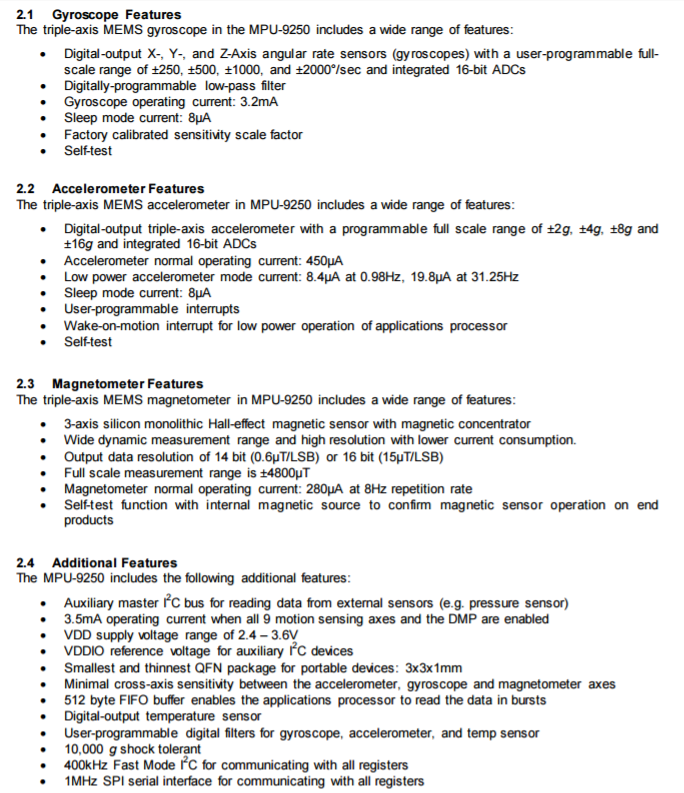 2.1 Gyroscope Features
The triple-axis MEMS gyroscope in the MPU-9250 includes a wide range of features:
• Digital-output X-, Y-, and Z-Axis angular rate sensors (gyroscopes) with a user-programmable full-
scale range of ±250, ±500, ±1000, and ±2000°/sec and integrated 16-bit ADCs
• Digitally-programmable low-pass filter
• Gyroscope operating current: 3.2mA
• Sleep mode current: 8µA
• Factory calibrated sensitivity scale factor
• Self-test
2.2 Accelerometer Features
The triple-axis MEMS accelerometer in MPU-9250 includes a wide range of features:
• Digital-output triple-axis accelerometer with a programmable full scale range of ±2g, ±4g, ±8g and
±16g and integrated 16-bit ADCs
• Accelerometer normal operating current: 450µA
• Low power accelerometer mode current: 8.4µA at 0.98Hz, 19.8µA at 31.25Hz
• Sleep mode current: 8µA
• User-programmable interrupts
• Wake-on-motion interrupt for low power operation of applications processor
• Self-test
2.3 Magnetometer Features
The triple-axis MEMS magnetometer in MPU-9250 includes a wide range of features:
• 3-axis silicon monolithic Hall-effect magnetic sensor with magnetic concentrator
• Wide dynamic measurement range and high resolution with lower current consumption.
• Output data resolution of 14 bit (0.6µT/LSB) or 16 bit (15µT/LSB)
• Full scale measurement range is ±4800µT
• Magnetometer normal operating current: 280µA at 8Hz repetition rate
• Self-test function with internal magnetic source to confirm magnetic sensor operation on end
products
2.4 Additional Features
The MPU-9250 includes the following additional features:
• Auxiliary master I²C bus for reading data from external sensors (e.g. pressure sensor)
• 3.5mA operating current when all 9 motion sensing axes and the DMP are enabled
• VDD supply voltage range of 2.4 – 3.6V
• VDDIO reference voltage for auxiliary I²C devices
• Smallest and thinnest QFN package for portable devices: 3x3x1mm
• Minimal cross-axis sensitivity between the accelerometer, gyroscope and magnetometer axes
• 512 byte FIFO buffer enables the applications processor to read the data in bursts
• Digital-output temperature sensor
• User-programmable digital filters for gyroscope, accelerometer, and temp sensor
• 10,000 g shock tolerant
• 400kHz Fast Mode I²C for communicating with all registers
• 1MHz SPI serial interface for communicating with all registers